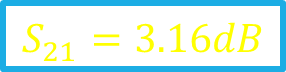 S₂₁ = 3.16dB